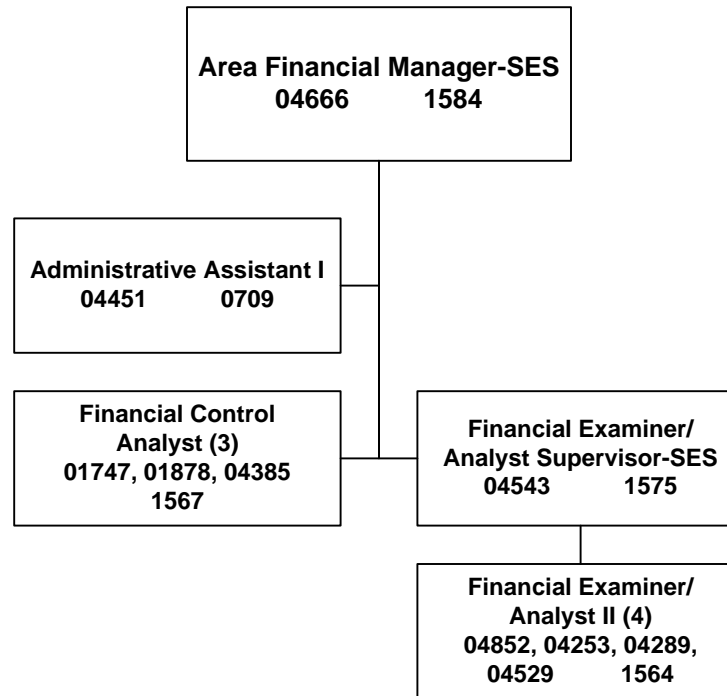 Area Financial Manager-SES
04666 1584
Administrative Assistant I
04451 0709
Financial Control
Analyst (3)
01747, 01878, 04385
1567
Financial Examiner/
Analyst Supervisor-SES
04543 1575
Financial Examiner/
Analyst II (4)
04852, 04253, 04289,
04529 1564